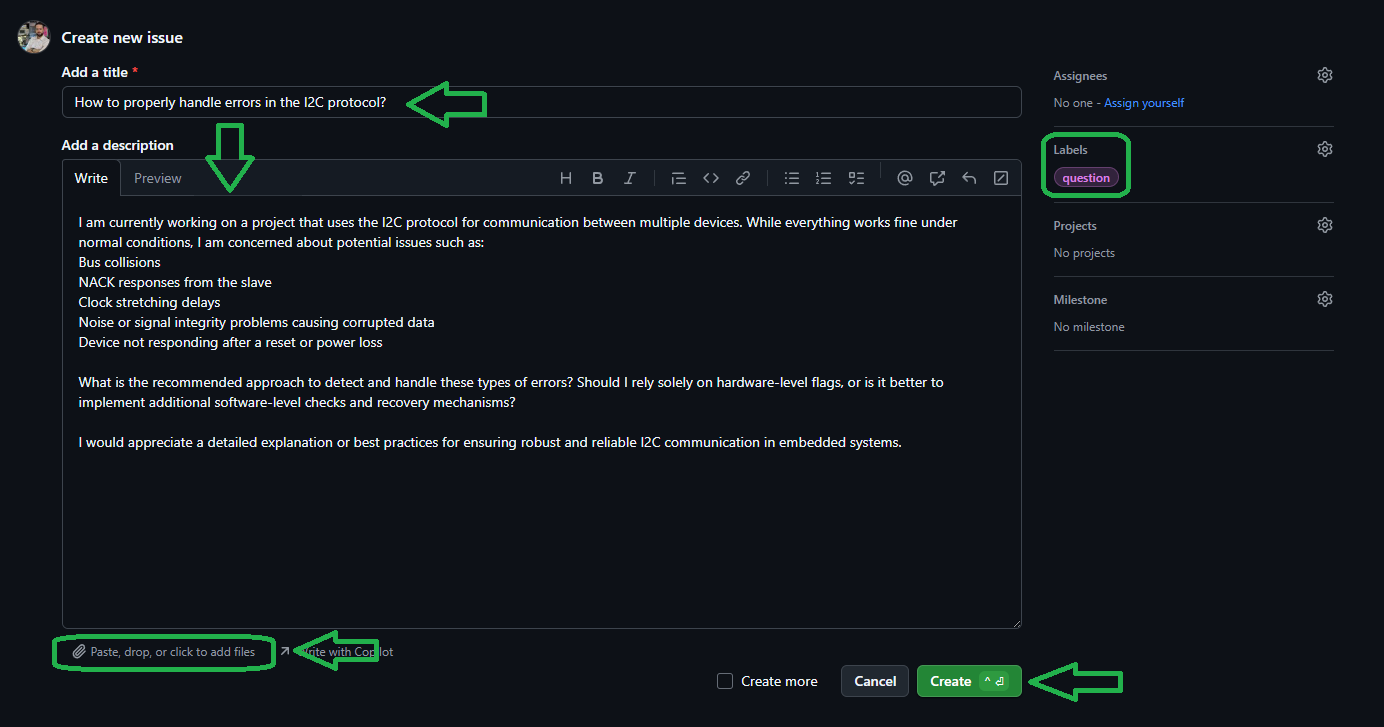 Create new issue
Add a title *
How to properly handle errors in the I2C protocol?
Add a description
Write Preview
I am currently working on a project that uses the I2C protocol for communication between multiple devices. While everything works fine under
normal conditions, I am concerned about potential issues such as:
Bus collisions
NACK responses from the slave
Clock stretching delays
Noise or signal integrity problems causing corrupted data
Device not responding after a reset or power loss
What is the recommended approach to detect and handle these types of errors? Should I rely solely on hardware-level flags, or is it better to
implement additional software-level checks and recovery mechanisms?
I would appreciate a detailed explanation or best practices for ensuring robust and reliable I2C communication in embedded systems.
Paste, drop, or click to add files
Write with Copilot
Create more
Cancel
Create
Assignees
No one - Assign yourself
Labels
question
Projects
No projects
Milestone
No milestone